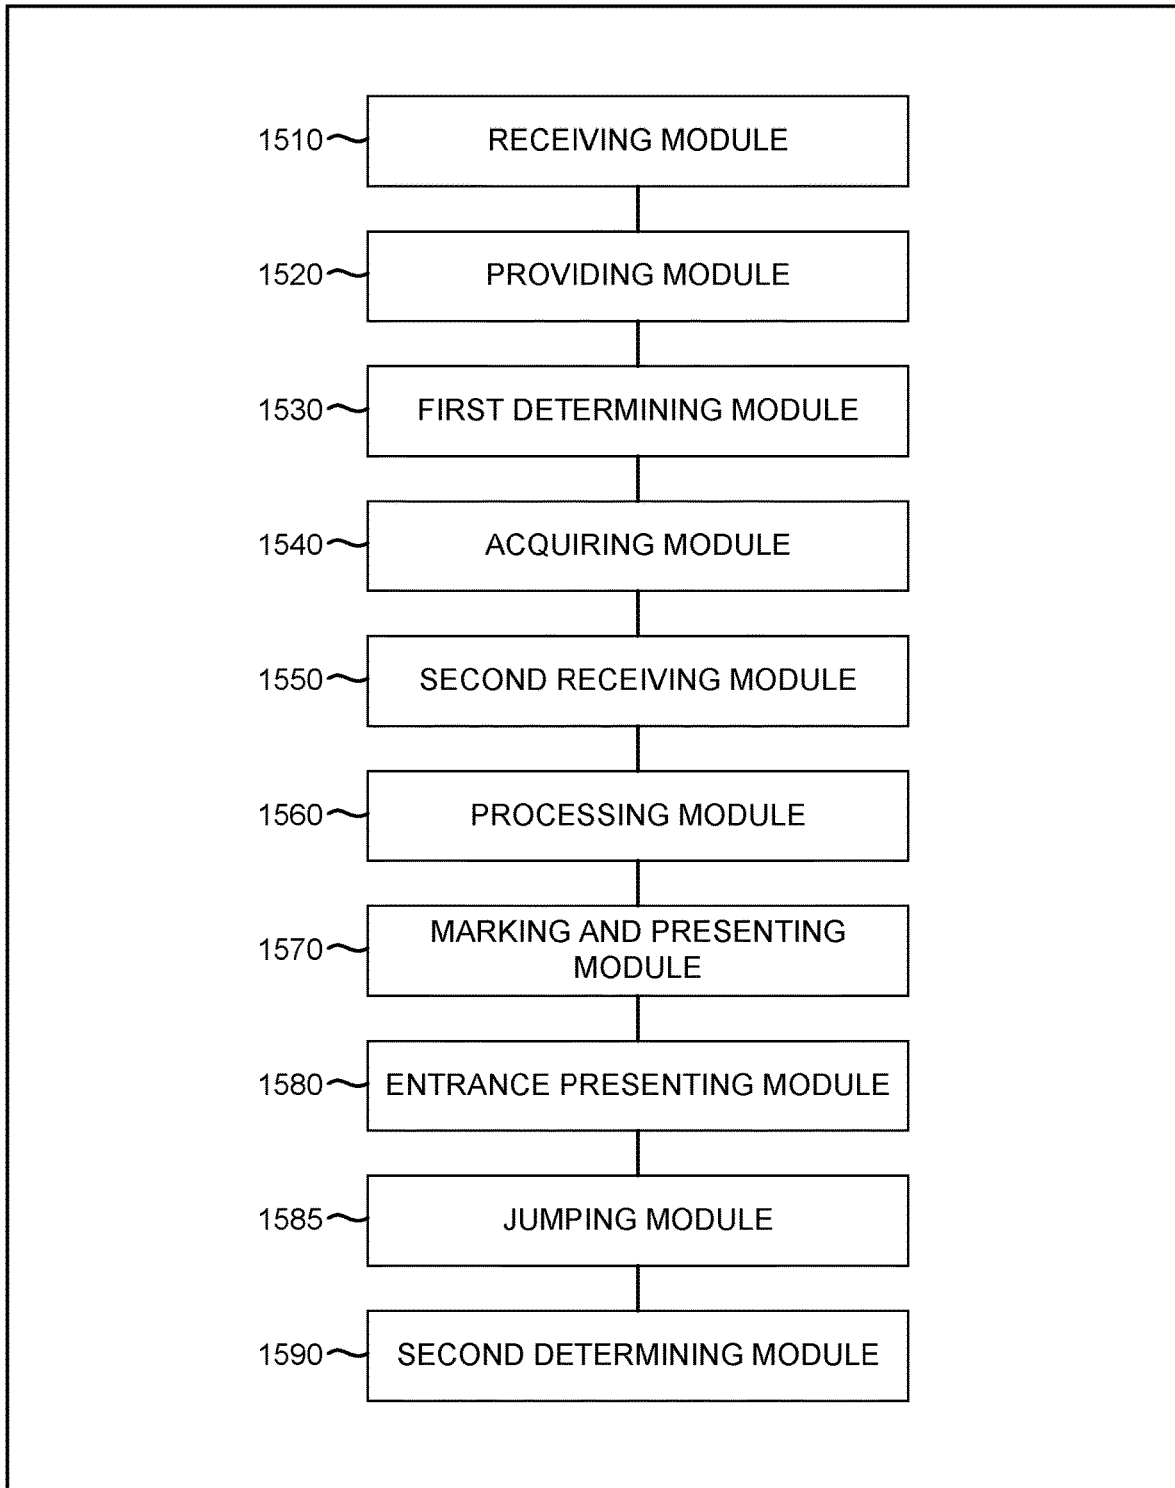 1510 RECEIVING MODULE
1520 PROVIDING MODULE
1530 FIRST DETERMINING MODULE
1540 ACQUIRING MODULE
1550 SECOND RECEIVING MODULE
1560 PROCESSING MODULE
1570 MARKING AND PRESENTING
MODULE
1580 ENTRANCE PRESENTING MODULE
1585 JUMPING MODULE
1590 SECOND DETERMINING MODULE